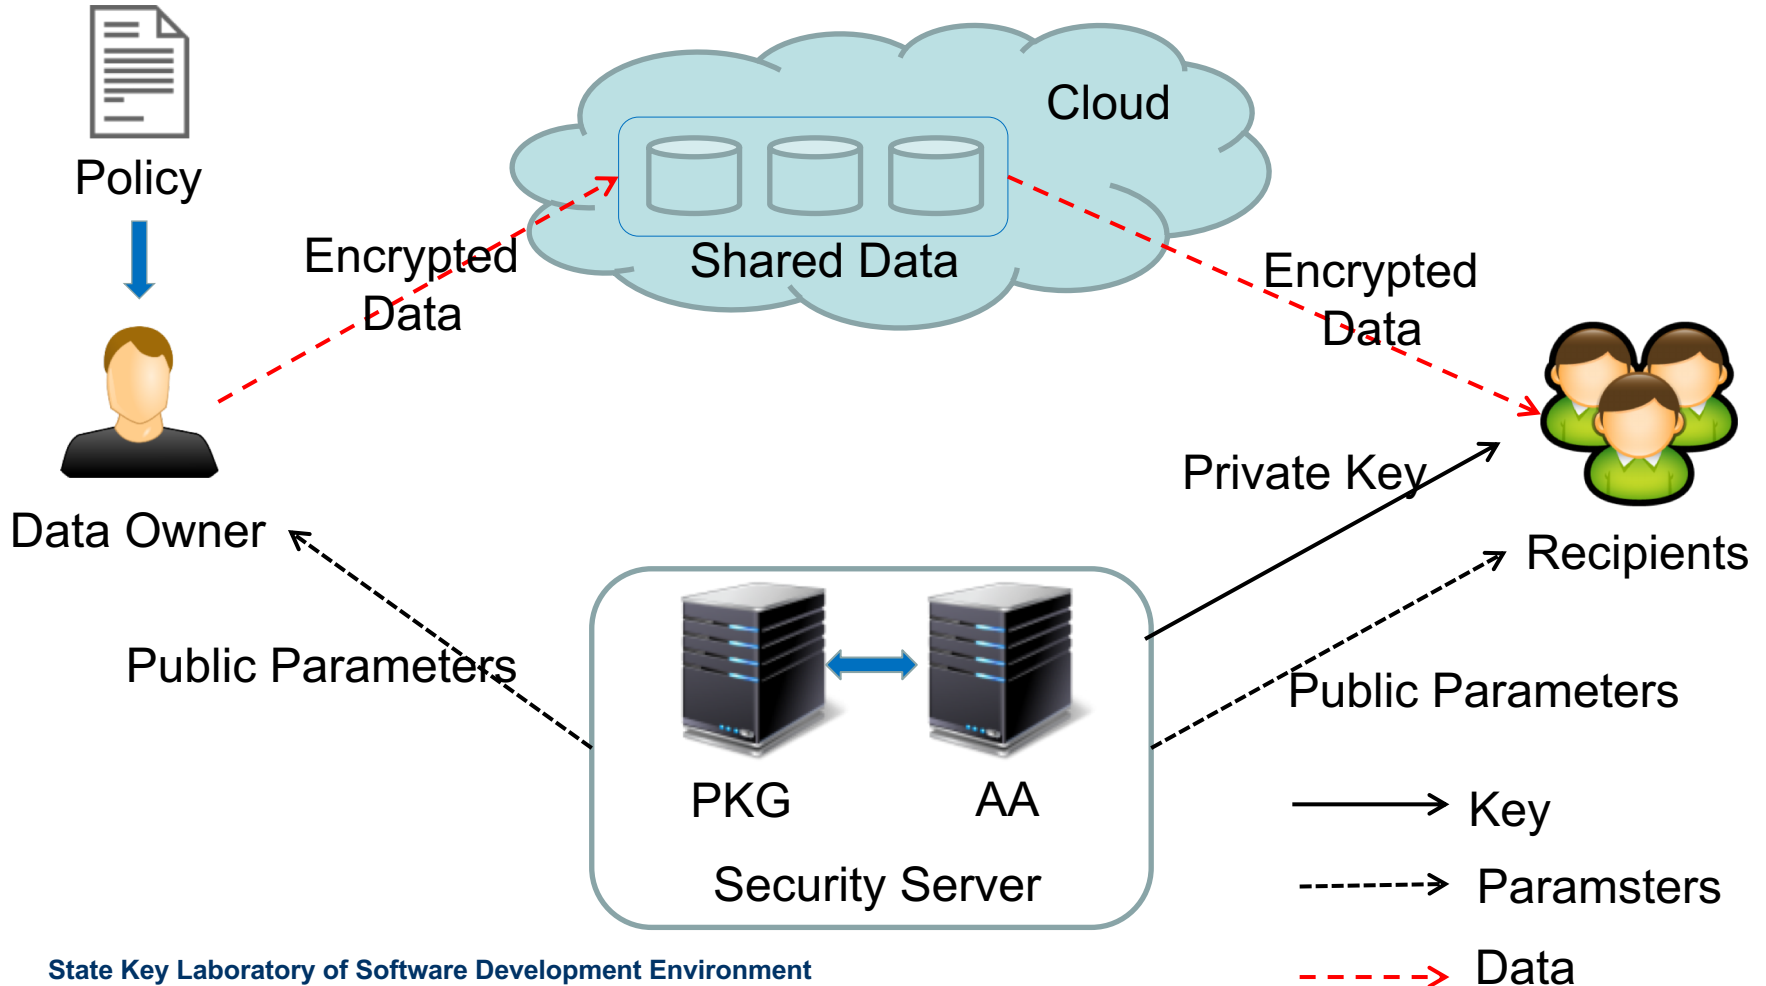 Cloud
Policy
Encrypted
Data
Shared Data
Encrypted
Data
Private Key
Data Owner
Recipients
Public Parameters
Public Parameters
PKG
AA
Key
Security Server
Paramsters
State Key Laboratory of Software Development Environment
Data